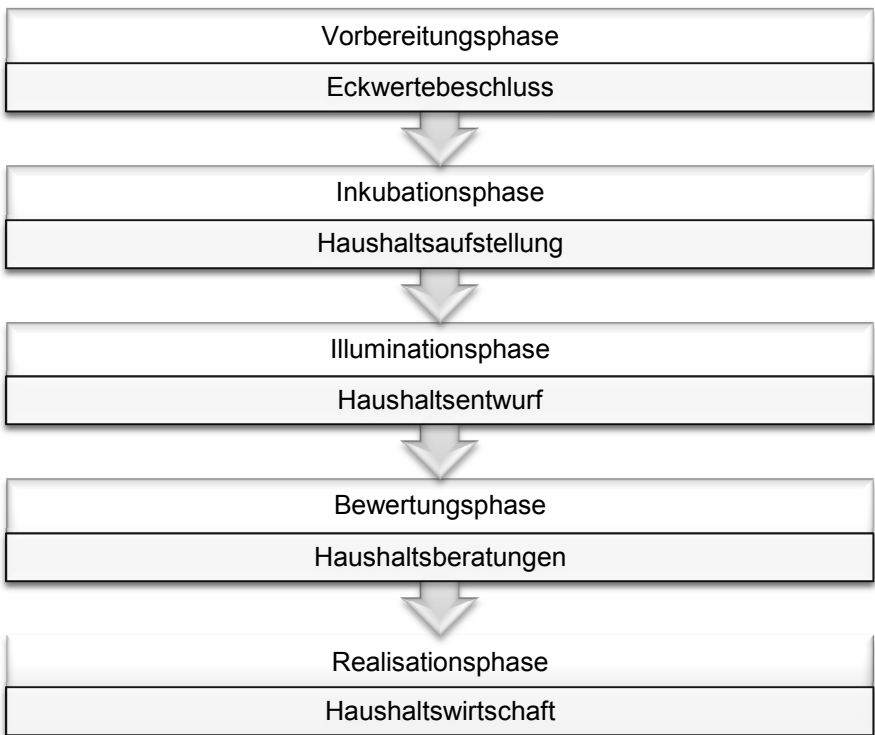 Vorbereitungsphase
Eckwertebeschluss
Inkubationsphase
Haushaltsaufstellung
Illuminationsphase
Haushaltsentwurf
Bewertungsphase
Haushaltsberatungen
Realisationsphase
Haushaltswirtschaft